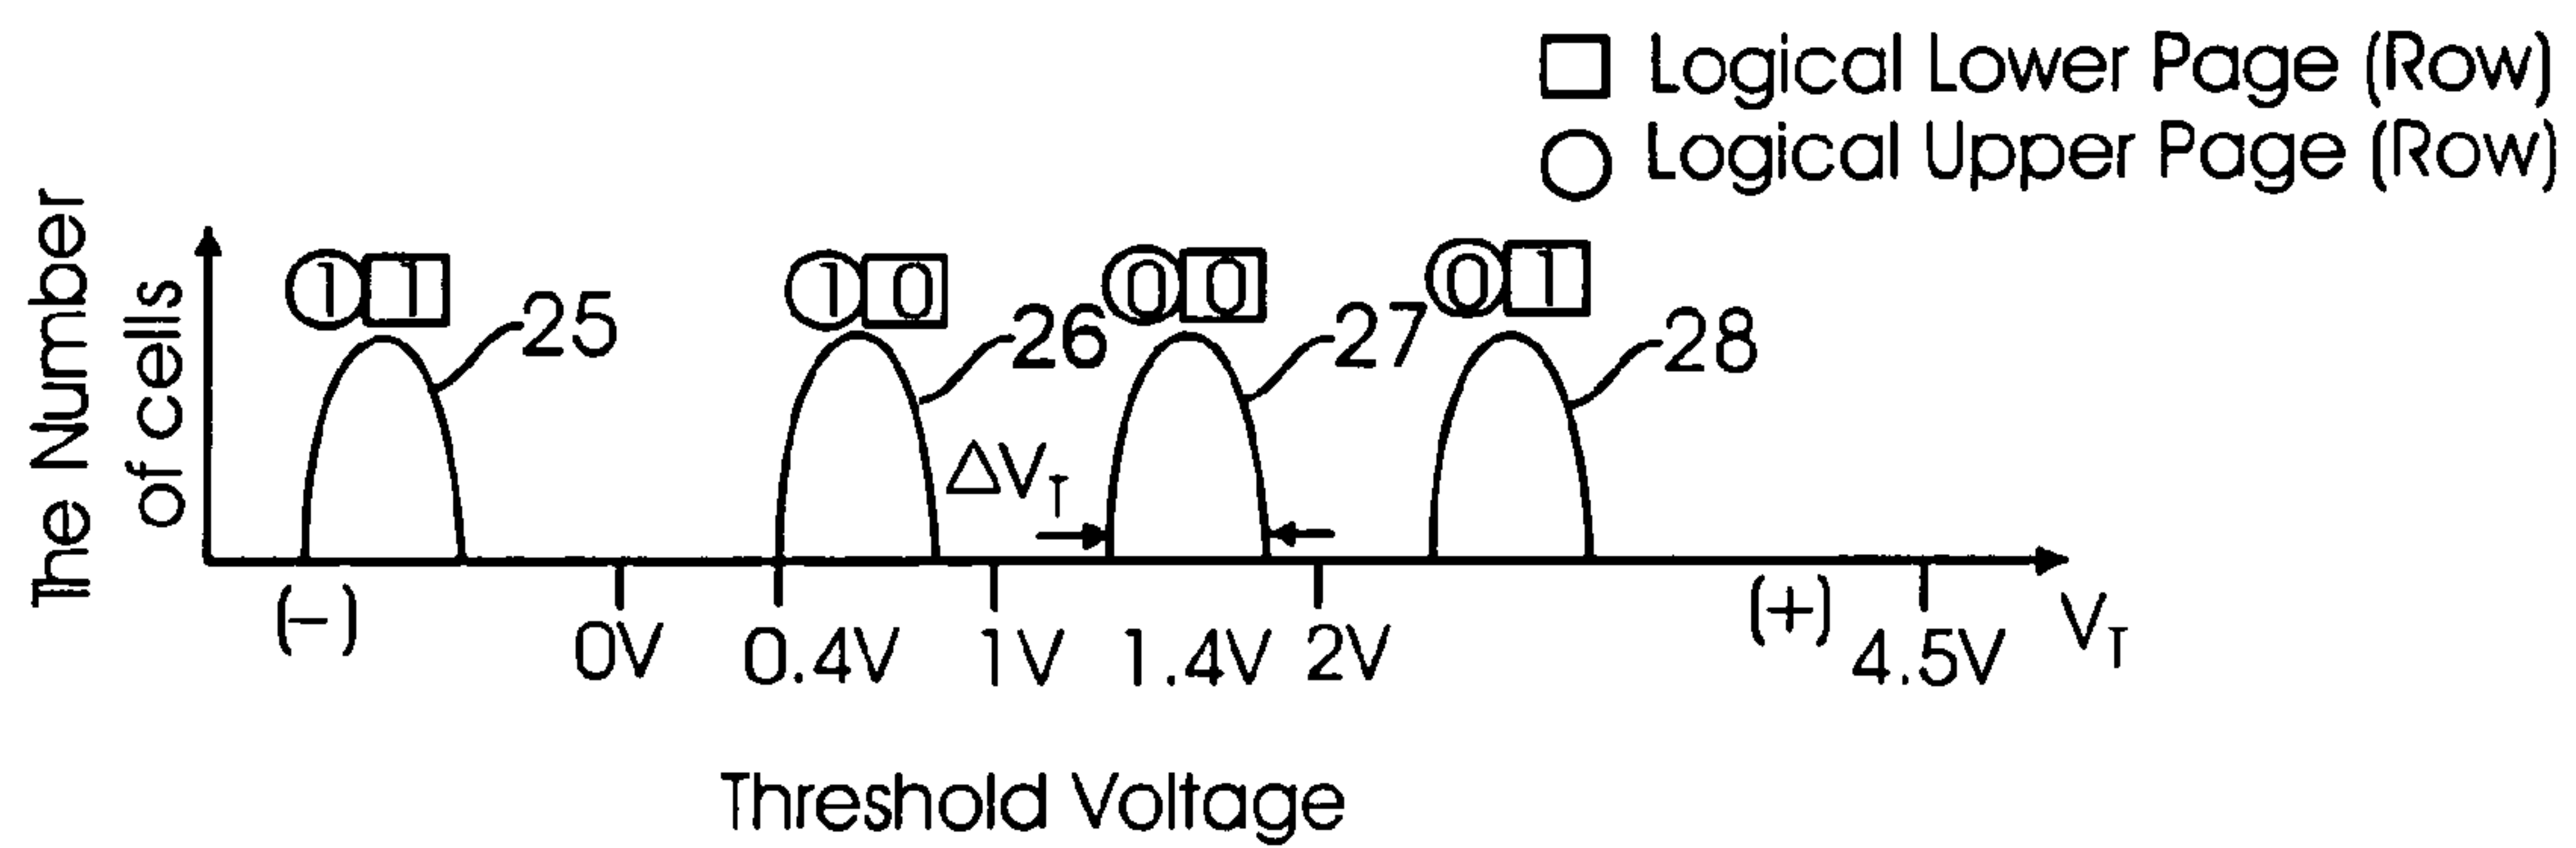 Logical Lower Page (Row)
Logical Upper Page (Row)
The Number
of cells
1 1
25
1 0
26
0 0
27
0 1
28
ΔV_T
(-)
0V
0.4V
1V
1.4V
2V
(+)
4.5V
V_T
Threshold Voltage